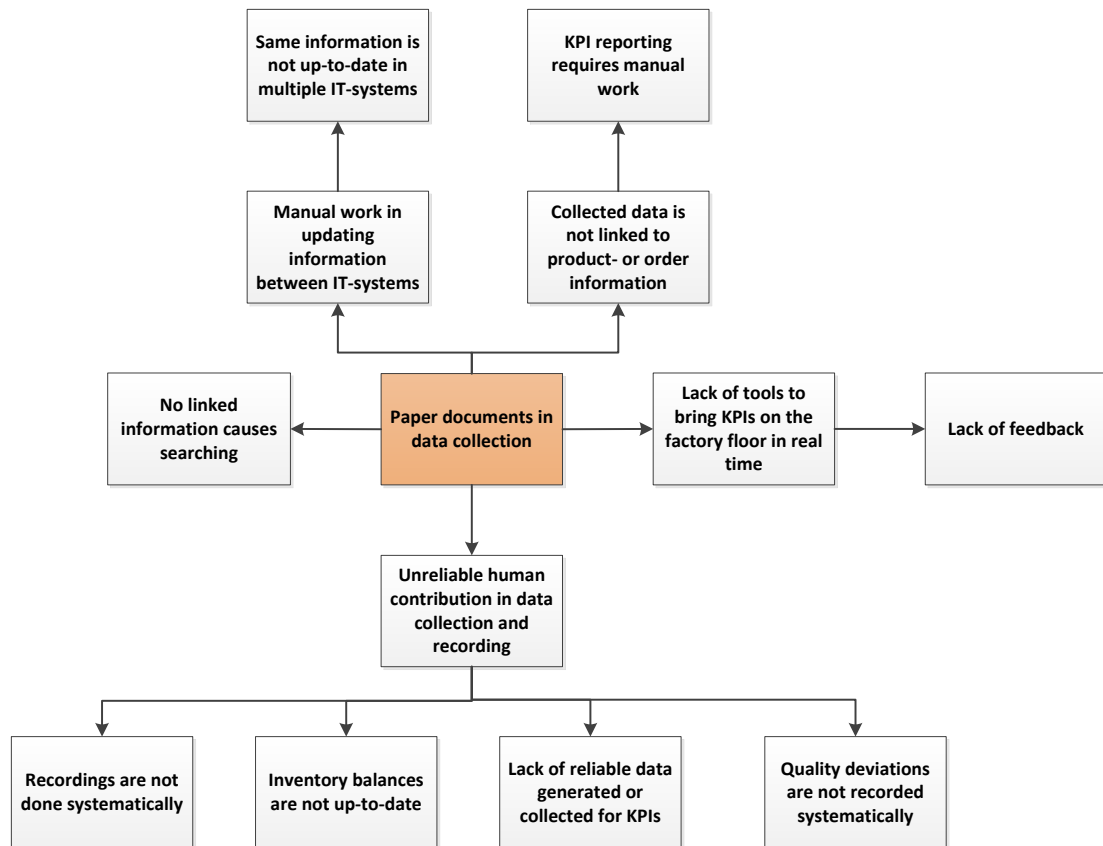 Same information is
not up-to-date in
multiple IT-systems
KPI reporting
requires manual
work
Manual work in
updating
information
between IT-systems
Collected data is
not linked to
product- or order
information
No linked
information causes
searching
Paper documents in
data collection
Lack of tools to
bring KPIs on the
factory floor in real
time
Lack of feedback
Unreliable human
contribution in data
collection and
recording
Recordings are not
done systematically
Inventory balances
are not up-to-date
Lack of reliable data
generated or
collected for KPIs
Quality deviations
are not recorded
systematically